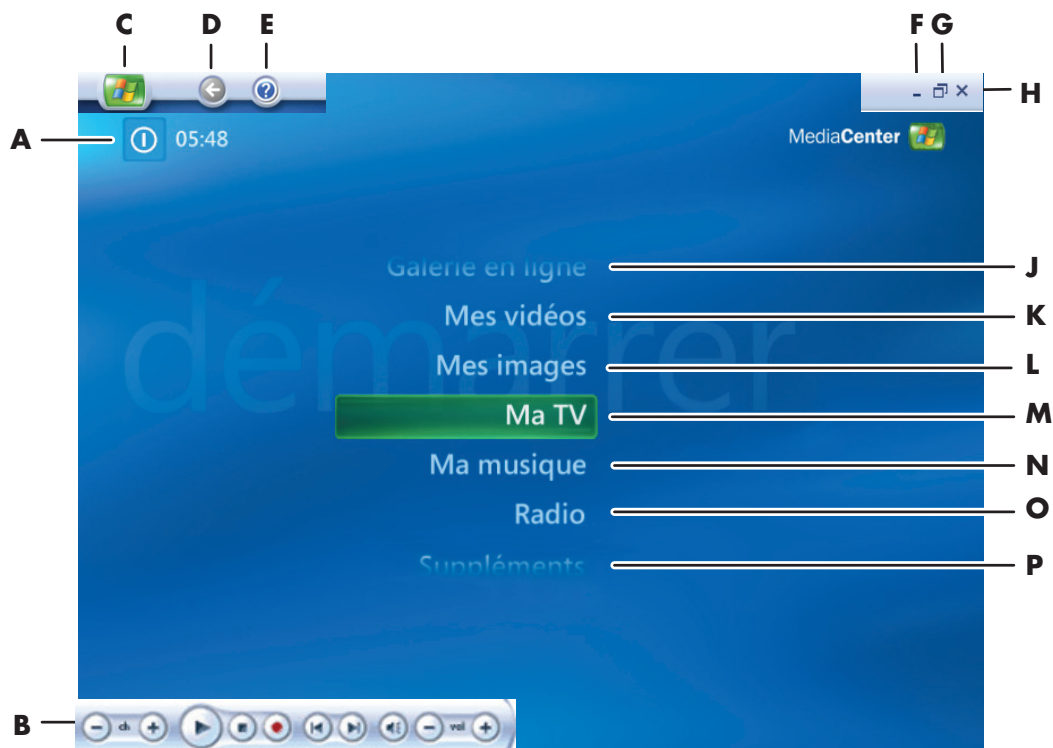 C D E F G
H
A
05:48
MediaCenter
démarrer
Galerie en ligne J
Mes vidéos K
Mes images L
Ma TV M
Ma musique N
Radio O
Suppléments P
B
ch vol